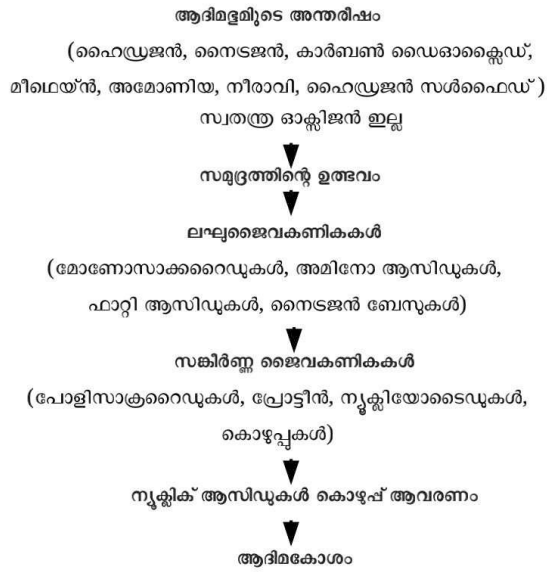 ആദിമഭൂമിയുടെ അന്തരീഷം
(ഹൈഡ്രജൻ, നൈട്രജൻ, കാർബൺ ഡൈഓക്സൈഡ്,
മീഥെയ്ൻ, അമോണിയ, നീരാവി, ഹൈഡ്രജൻ സൾഫൈഡ് )
സ്വതന്ത്ര ഓക്സിജൻ ഇല്ല
സമുദ്രത്തിന്റെ ഉത്ഭവം
ലഘുജൈവകണികകൾ
(മോണോസാക്കറൈഡുകൾ, അമിനോ ആസിഡുകൾ,
ഫാറ്റി ആസിഡുകൾ, നൈട്രജൻ ബേസുകൾ)
സങ്കീർണ്ണ ജൈവകണികകൾ
(പോളിസാക്രറൈഡുകൾ, പ്രോട്ടീൻ, ന്യൂക്ലിയോടൈഡുകൾ,
കൊഴുപ്പുകൾ)
ന്യൂക്ലിക് ആസിഡുകൾ കൊഴുപ്പ് ആവരണം
ആദിമകോശം